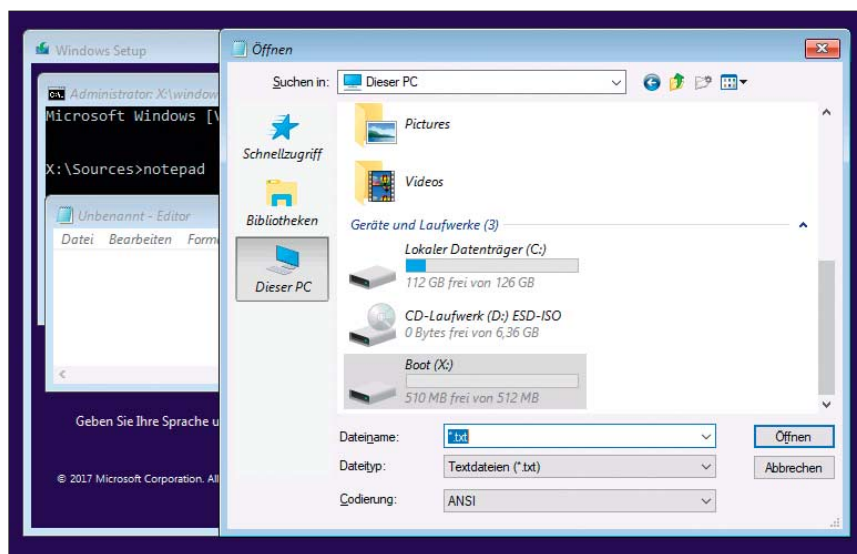 Windows Setup
Administrator: X:\window
Microsoft Windows [V
X:\Sources>notepad
Unbenannt - Editor
Datei Bearbeiten Forma
Geben Sie Ihre Sprache u
© 2017 Microsoft Corporation. All
Öffnen
Suchen in: Dieser PC
Schnellzugriff
Bibliotheken
Dieser PC
Pictures
Videos
Geräte und Laufwerke (3)
Lokaler Datenträger (C:)
112 GB frei von 126 GB
CD-Laufwerk (D:) ESD-ISO
0 Bytes frei von 6,36 GB
Boot (X:)
510 MB frei von 512 MB
Dateiname: *.txt Öffnen
Dateityp: Textdateien (*.txt) Abbrechen
Codierung: ANSI